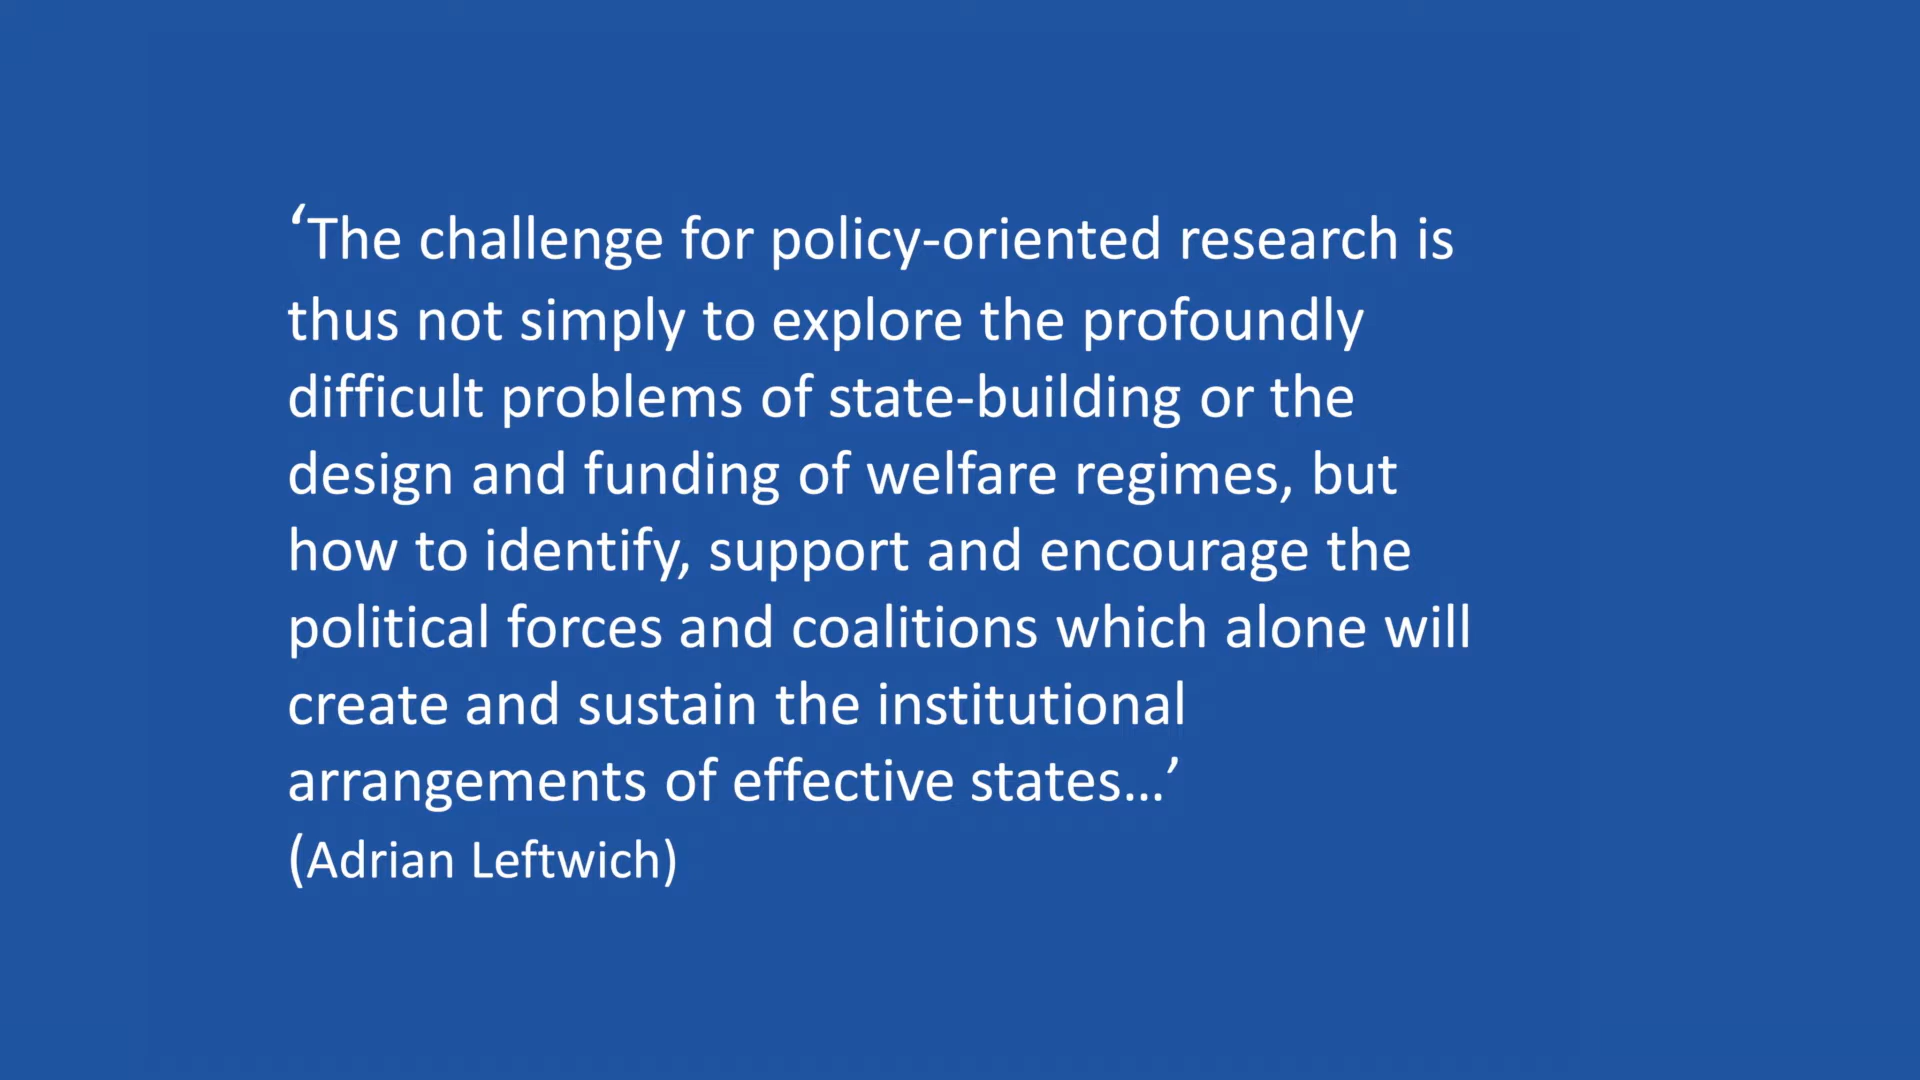 ‘The challenge for policy-oriented research is
thus not simply to explore the profoundly
difficult problems of state-building or the
design and funding of welfare regimes, but
how to identify, support and encourage the
political forces and coalitions which alone will
create and sustain the institutional
arrangements of effective states...’
(Adrian Leftwich)